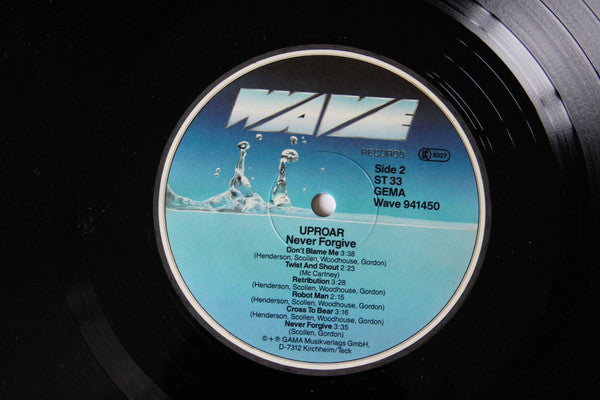 WAVE
RECORDS
LC 8327
Side 2
ST 33
GEMA
Wave 941450
UPROAR
Never Forgive
Don't Blame Me 3:38
(Henderson, Scollen, Woodhouse, Gordon)
Twist And Shout 2:23
(Mc Cartney)
Retribution 3:28
(Henderson, Scollen, Woodhouse, Gordon)
Robot Man 2:15
(Henderson, Scollen, Woodhouse, Gordon)
Cross To Bear 3:16
(Henderson, Scollen, Woodhouse, Gordon)
Never Forgive 3:35
(Scollen, Gordon)
© + ℗ GAMA Musikverlags GmbH,
D-7312 Kirchheim/Teck